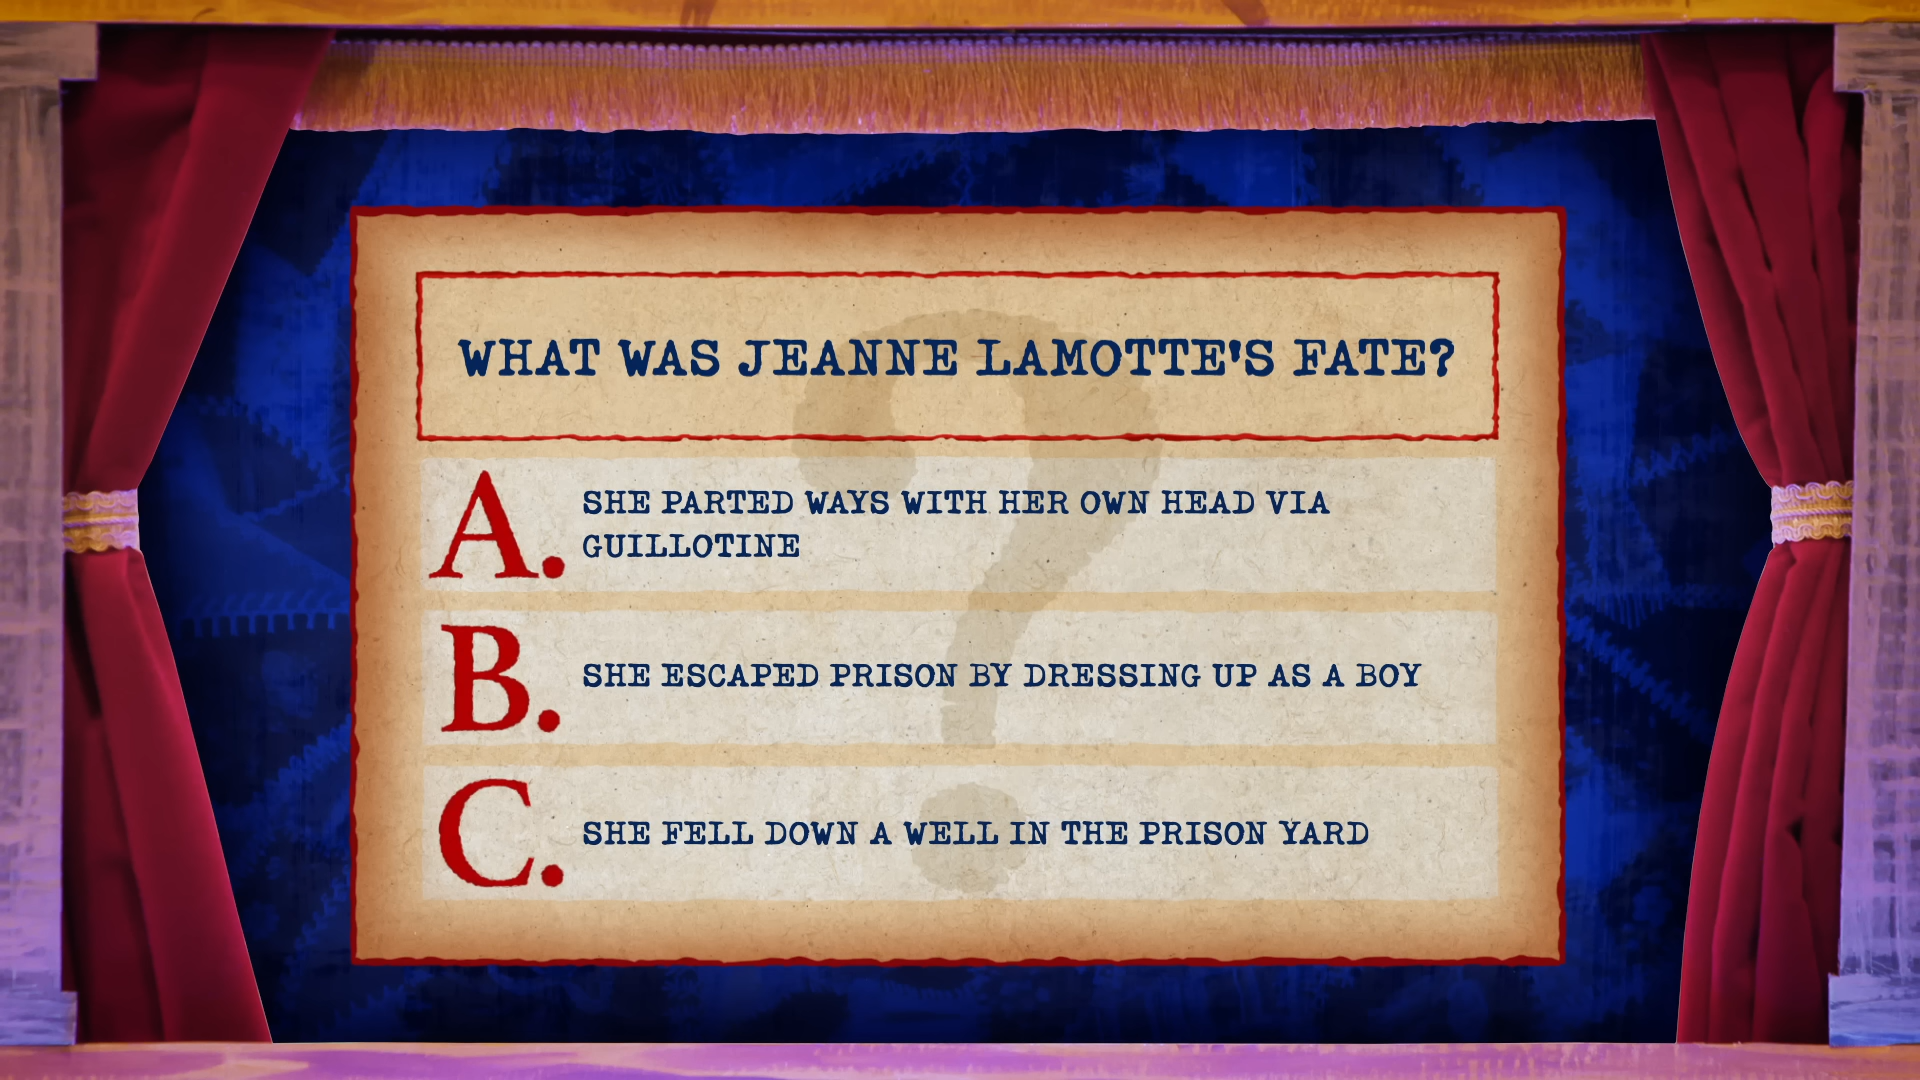 WHAT WAS JEANNE LAMOTTE'S FATE?
A. SHE PARTED WAYS WITH HER OWN HEAD VIA
GUILLOTINE
B. SHE ESCAPED PRISON BY DRESSING UP AS A BOY
C. SHE FELL DOWN A WELL IN THE PRISON YARD